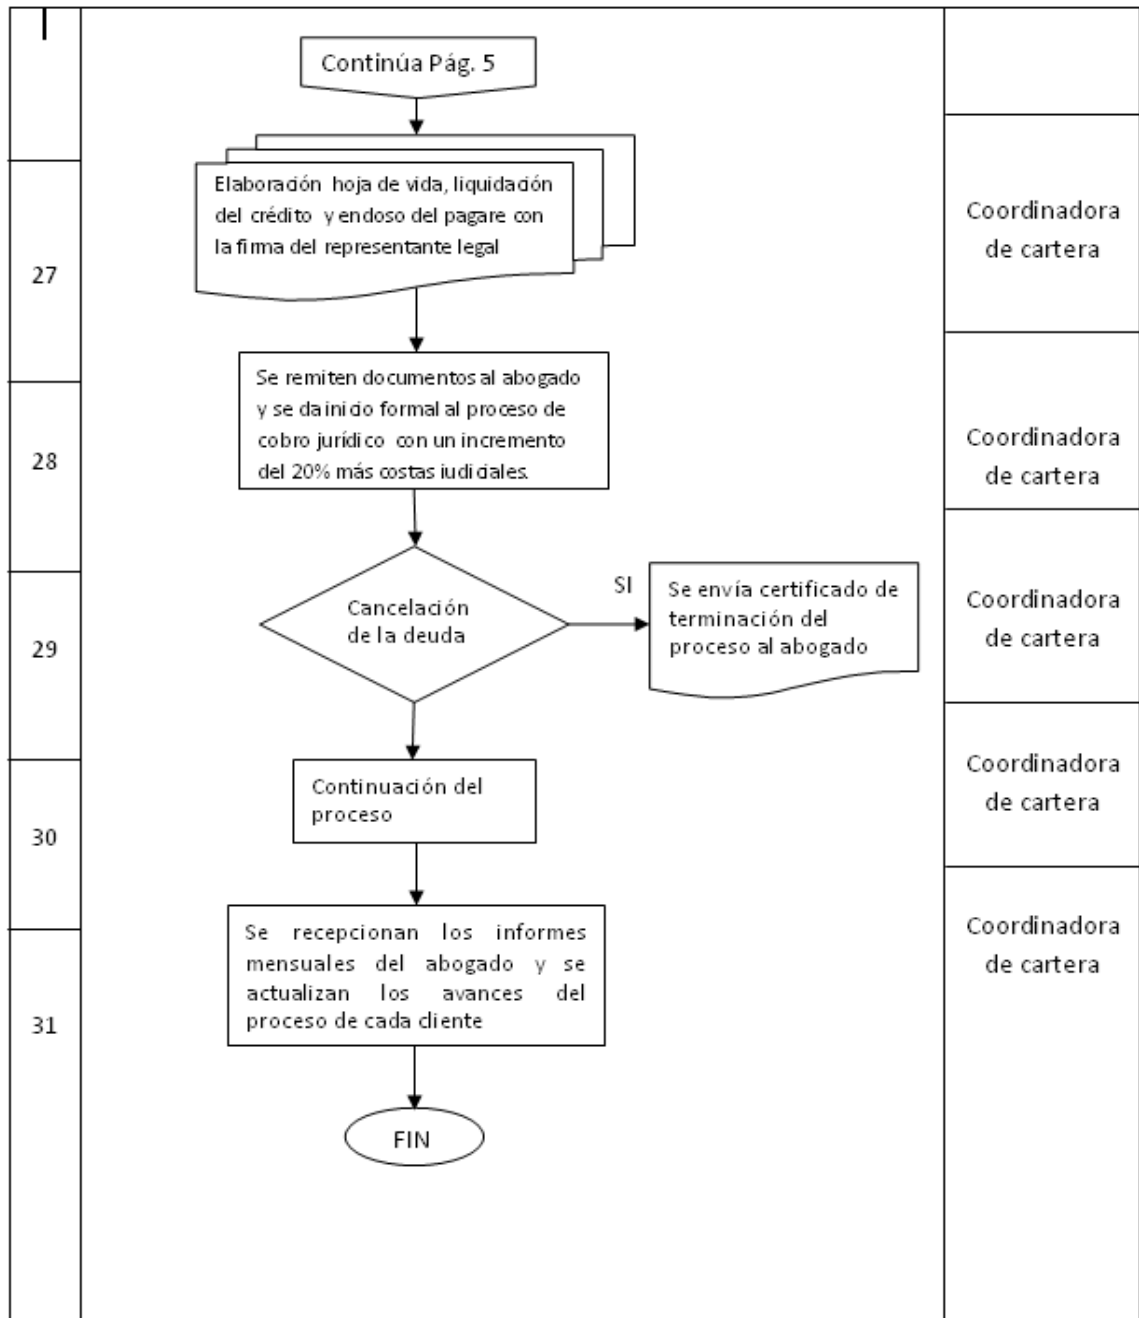 Continúa Pág. 5
27
Elaboración hoja de vida, liquidación
del crédito y endoso del pagare con
la firma del representante legal
Coordinadora
de cartera
28
Se remiten documentos al abogado
y se da inicio formal al proceso de
cobro jurídico con un incremento
del 20% más costas judiciales.
Coordinadora
de cartera
29
Cancelación
de la deuda
SI
Se envía certificado de
terminación del
proceso al abogado
Coordinadora
de cartera
30
Continuación del
proceso
Coordinadora
de cartera
31
Se recepcionan los informes
mensuales del abogado y se
actualizan los avances del
proceso de cada cliente
Coordinadora
de cartera
FIN